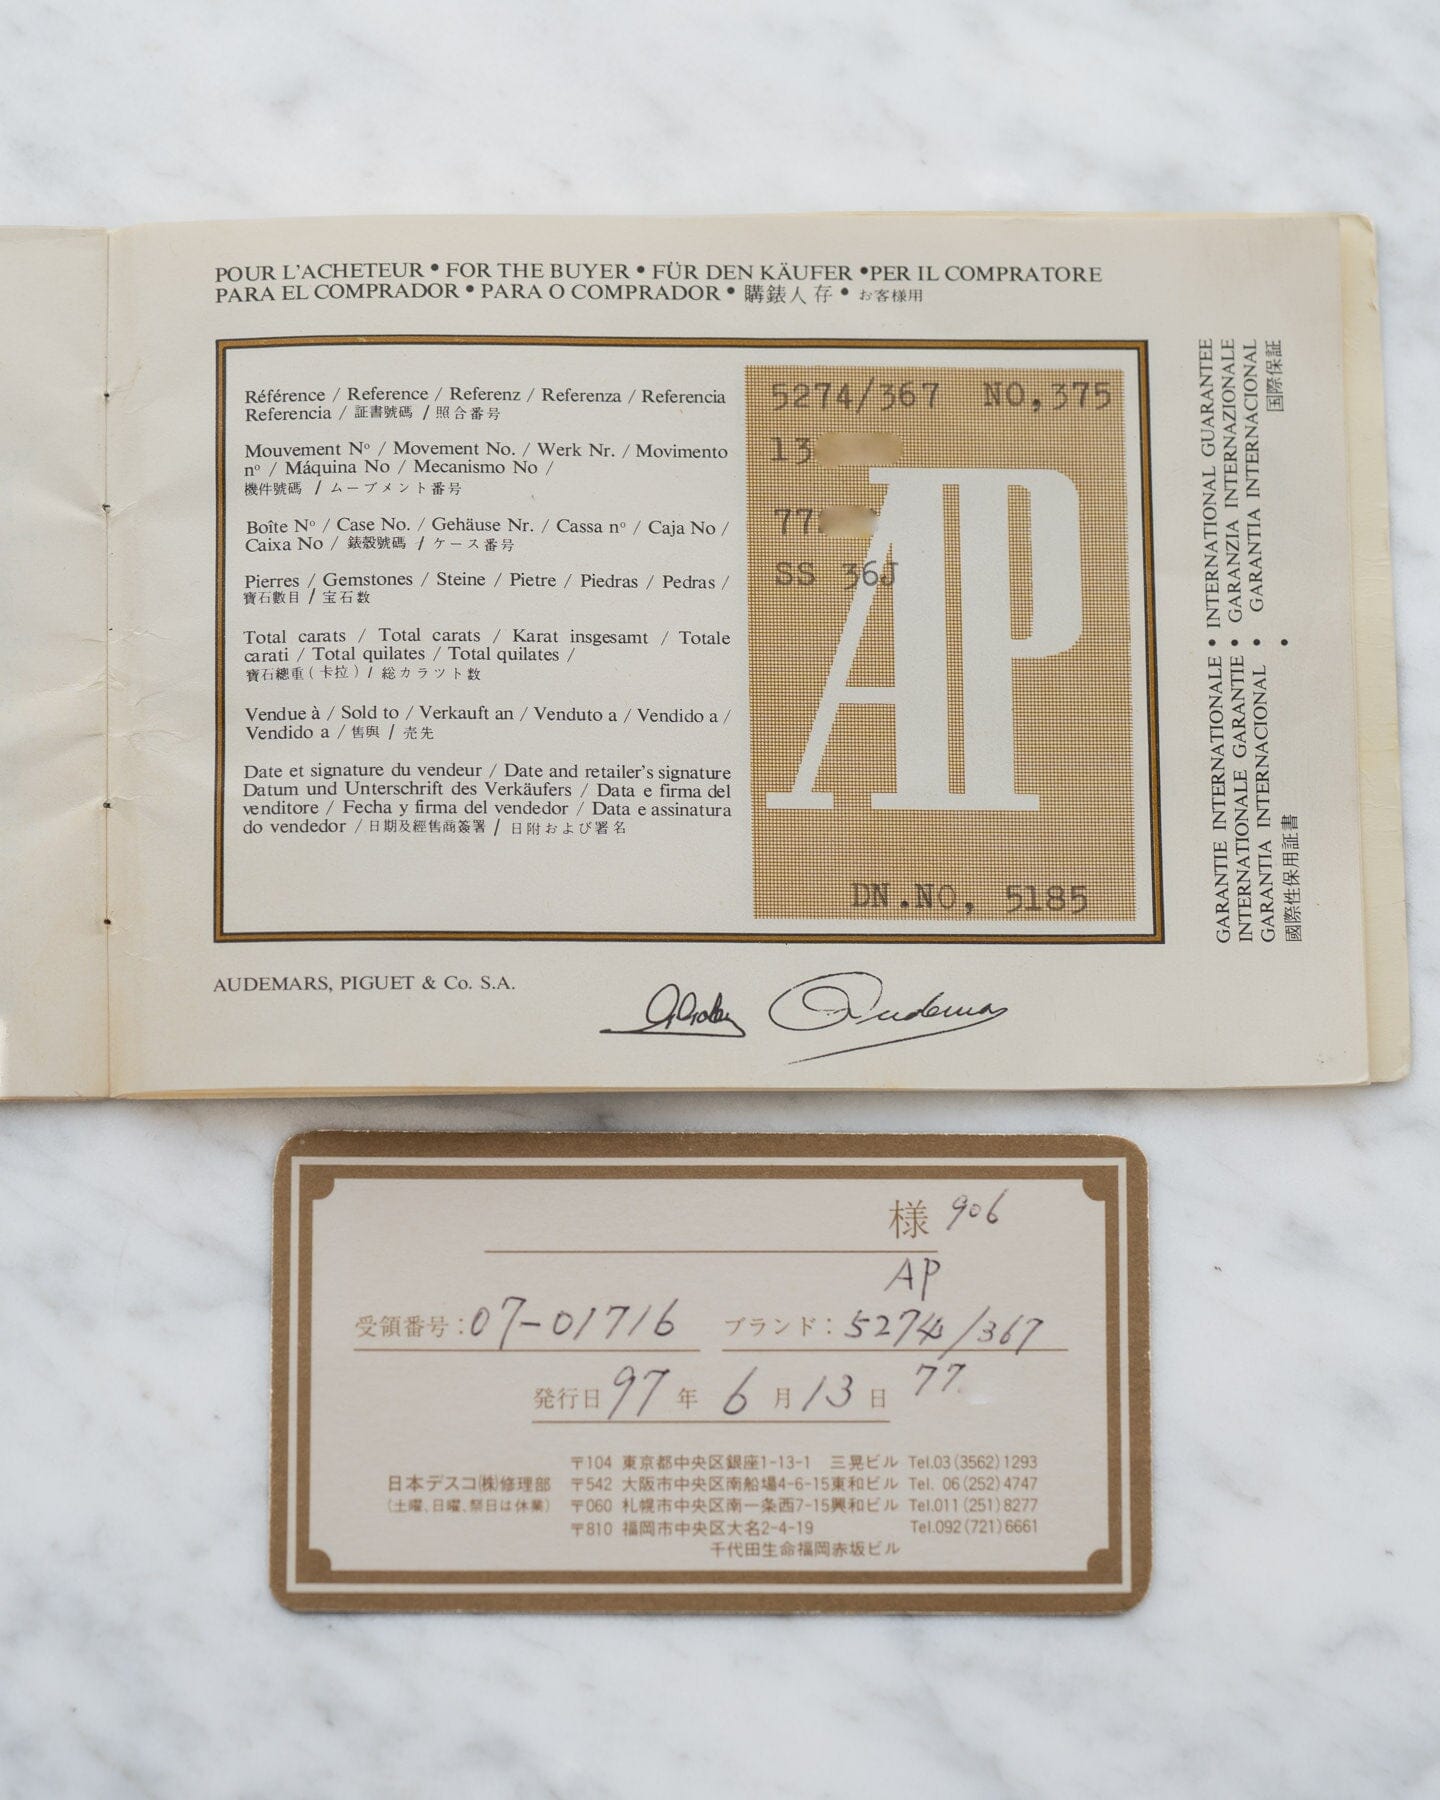 POUR L'ACHETEUR • FOR THE BUYER • FÜR DEN KÄUFER • PER IL COMPRATORE
PARA EL COMPRADOR • PARA O COMPRADOR • 購錶人存 • お客様用
Référence / Reference / Referenz / Referenza / Referencia
Referencia / 証書號碼 / 照合番号
Mouvement Nº / Movement No. / Werk Nr. / Movimento
nº / Máquina No / Mecanismo No /
機件號碼 / ムーブメント番号
Boîte Nº / Case No. / Gehäuse Nr. / Cassa nº / Caja No /
Caixa No / 錶殼號碼 / ケース番号
Pierres / Gemstones / Steine / Pietre / Piedras / Pedras /
寶石數目 / 宝石数
Total carats / Total carats / Karat insgesamt / Totale
carati / Total quilates / Total quilates /
寶石總重(卡拉) / 総カラツト数
Vendue à / Sold to / Verkauft an / Venduto a / Vendido a /
Vendido a / 售與 / 売先
Date et signature du vendeur / Date and retailer's signature
Datum und Unterschrift des Verkäufers / Data e firma del
venditore / Fecha y firma del vendedor / Data e assinatura
do vendedor / 日期及經售商簽署 / 日附および署名
5274/367 NO,375
13
77
SS 36J
AP
DN.NO, 5185
GARANTIE INTERNATIONALE • INTERNATIONAL GUARANTEE
INTERNATIONALE GARANTIE • GARANZIA INTERNAZIONALE
GARANTIA INTERNACIONAL • GARANTIA INTERNACIONAL
國際性保用証書 • 国際保証
AUDEMARS, PIGUET & Co. S.A.
Audemars
様 906
AP
受領番号:07-01716 ブランド:5274/367
発行日 97年 6月 13日 77
日本デスコ(株)修理部
(土曜、日曜、祭日は休業)
〒104 東京都中央区銀座1-13-1 三晃ビル Tel.03(3562)1293
〒542 大阪市中央区南船場4-6-15東和ビル Tel. 06(252)4747
〒060 札幌市中央区南一条西7-15興和ビル Tel.011(251)8277
〒810 福岡市中央区大名2-4-19 Tel.092(721)6661
千代田生命福岡赤坂ビル